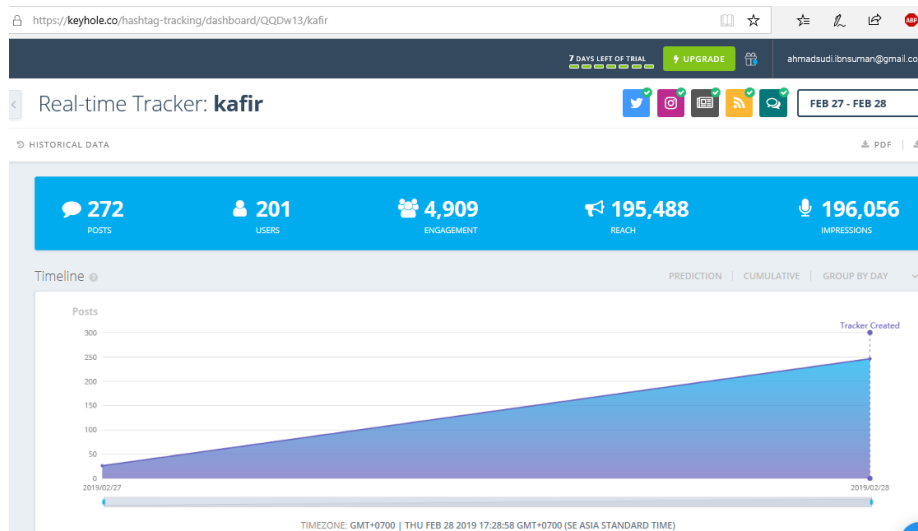 https://keyhole.co/hashtag-tracking/dashboard/QQDw13/kafir
ABP
7 DAYS LEFT OF TRIAL
UPGRADE
ahmadsudi.ibnsuman@gmail.co
Real-time Tracker: kafir
FEB 27 - FEB 28
HISTORICAL DATA
PDF
272
POSTS
201
USERS
4,909
ENGAGEMENT
195,488
REACH
196,056
IMPRESSIONS
Timeline
PREDICTION | CUMULATIVE | GROUP BY DAY
Posts
Tracker Created
300
250
200
150
100
50
0
2019/02/27
2019/02/28
TIMEZONE: GMT+0700 | THU FEB 28 2019 17:28:58 GMT+0700 (SE ASIA STANDARD TIME)